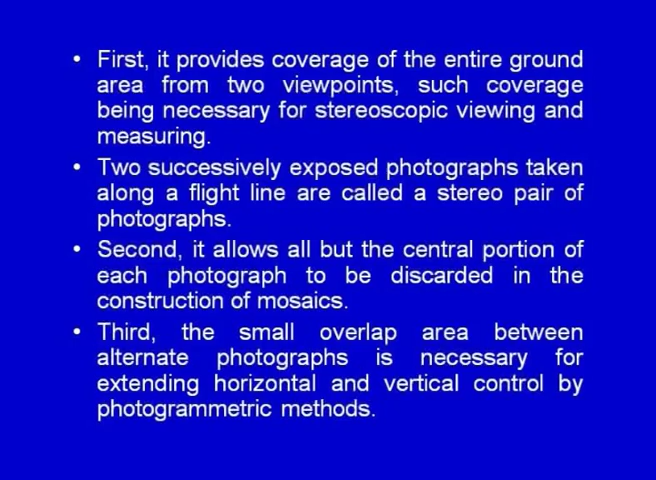 • First, it provides coverage of the entire ground
area from two viewpoints, such coverage
being necessary for stereoscopic viewing and
measuring.
• Two successively exposed photographs taken
along a flight line are called a stereo pair of
photographs.
• Second, it allows all but the central portion of
each photograph to be discarded in the
construction of mosaics.
• Third, the small overlap area between
alternate photographs is necessary for
extending horizontal and vertical control by
photogrammetric methods.